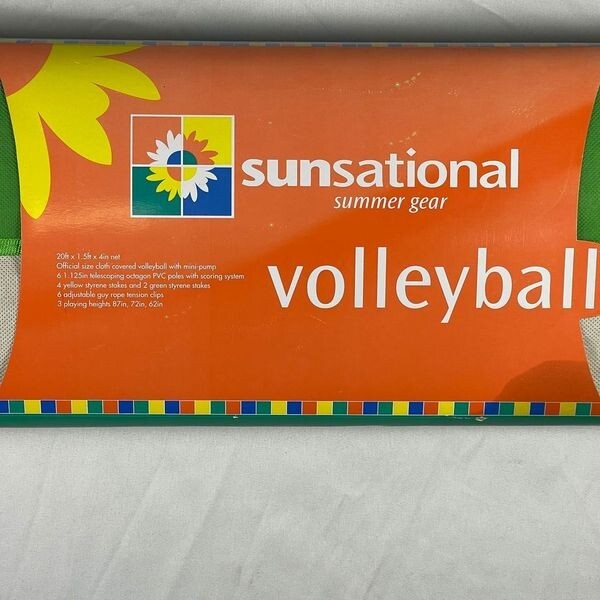 sunsational
summer gear
20ft x 1.5ft x 4in net
Official size cloth covered volleyball with mini-pump
6 1.125in telescoping octagon PVC poles with scoring system
4 yellow styrene stakes and 2 green styrene stakes
6 adjustable guy rope tension clips
3 playing heights 87in, 72in, 62in
volleyball